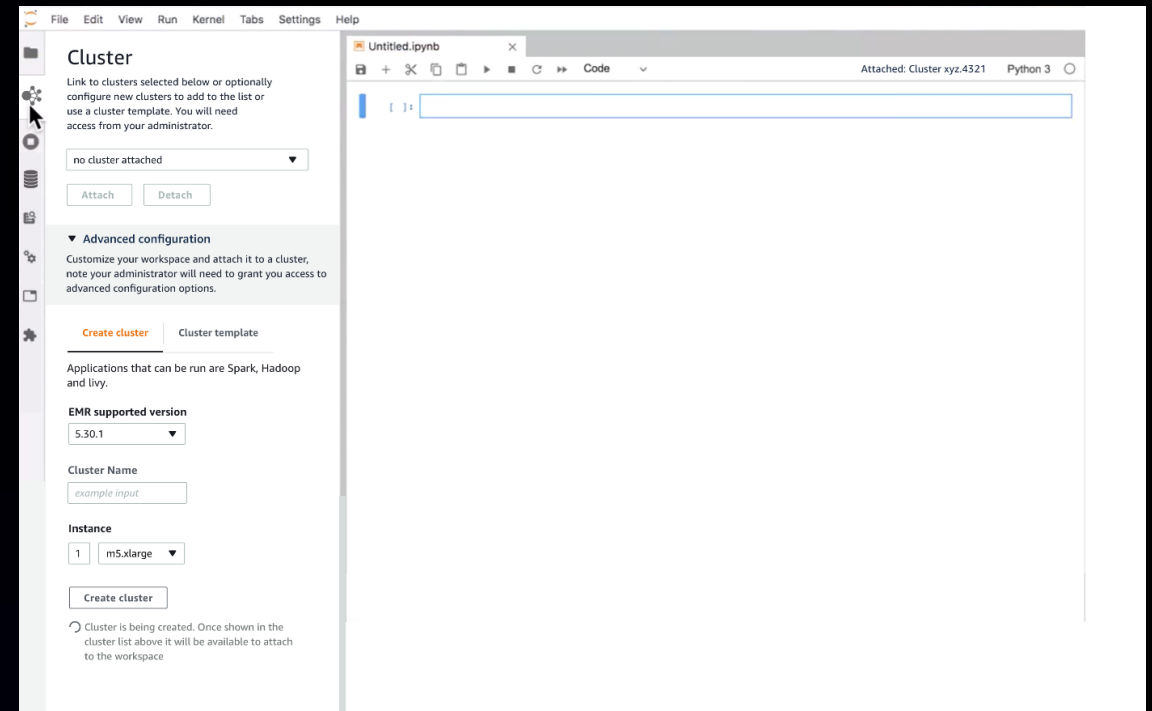 File Edit View Run Kernel Tabs Settings Help
Cluster
Link to clusters selected below or optionally
configure new clusters to add to the list or
use a cluster template. You will need
access from your administrator.
no cluster attached
Attach Detach
Advanced configuration
Customize your workspace and attach it to a cluster,
note your administrator will need to grant you access to
advanced configuration options.
Create cluster Cluster template
Applications that can be run are Spark, Hadoop
and livy.
EMR supported version
5.30.1
Cluster Name
example input
Instance
1 m5.xlarge
Create cluster
Cluster is being created. Once shown in the
cluster list above it will be available to attach
to the workspace
Untitled.ipynb
Code Attached: Cluster xyz.4321 Python 3
[ ]: